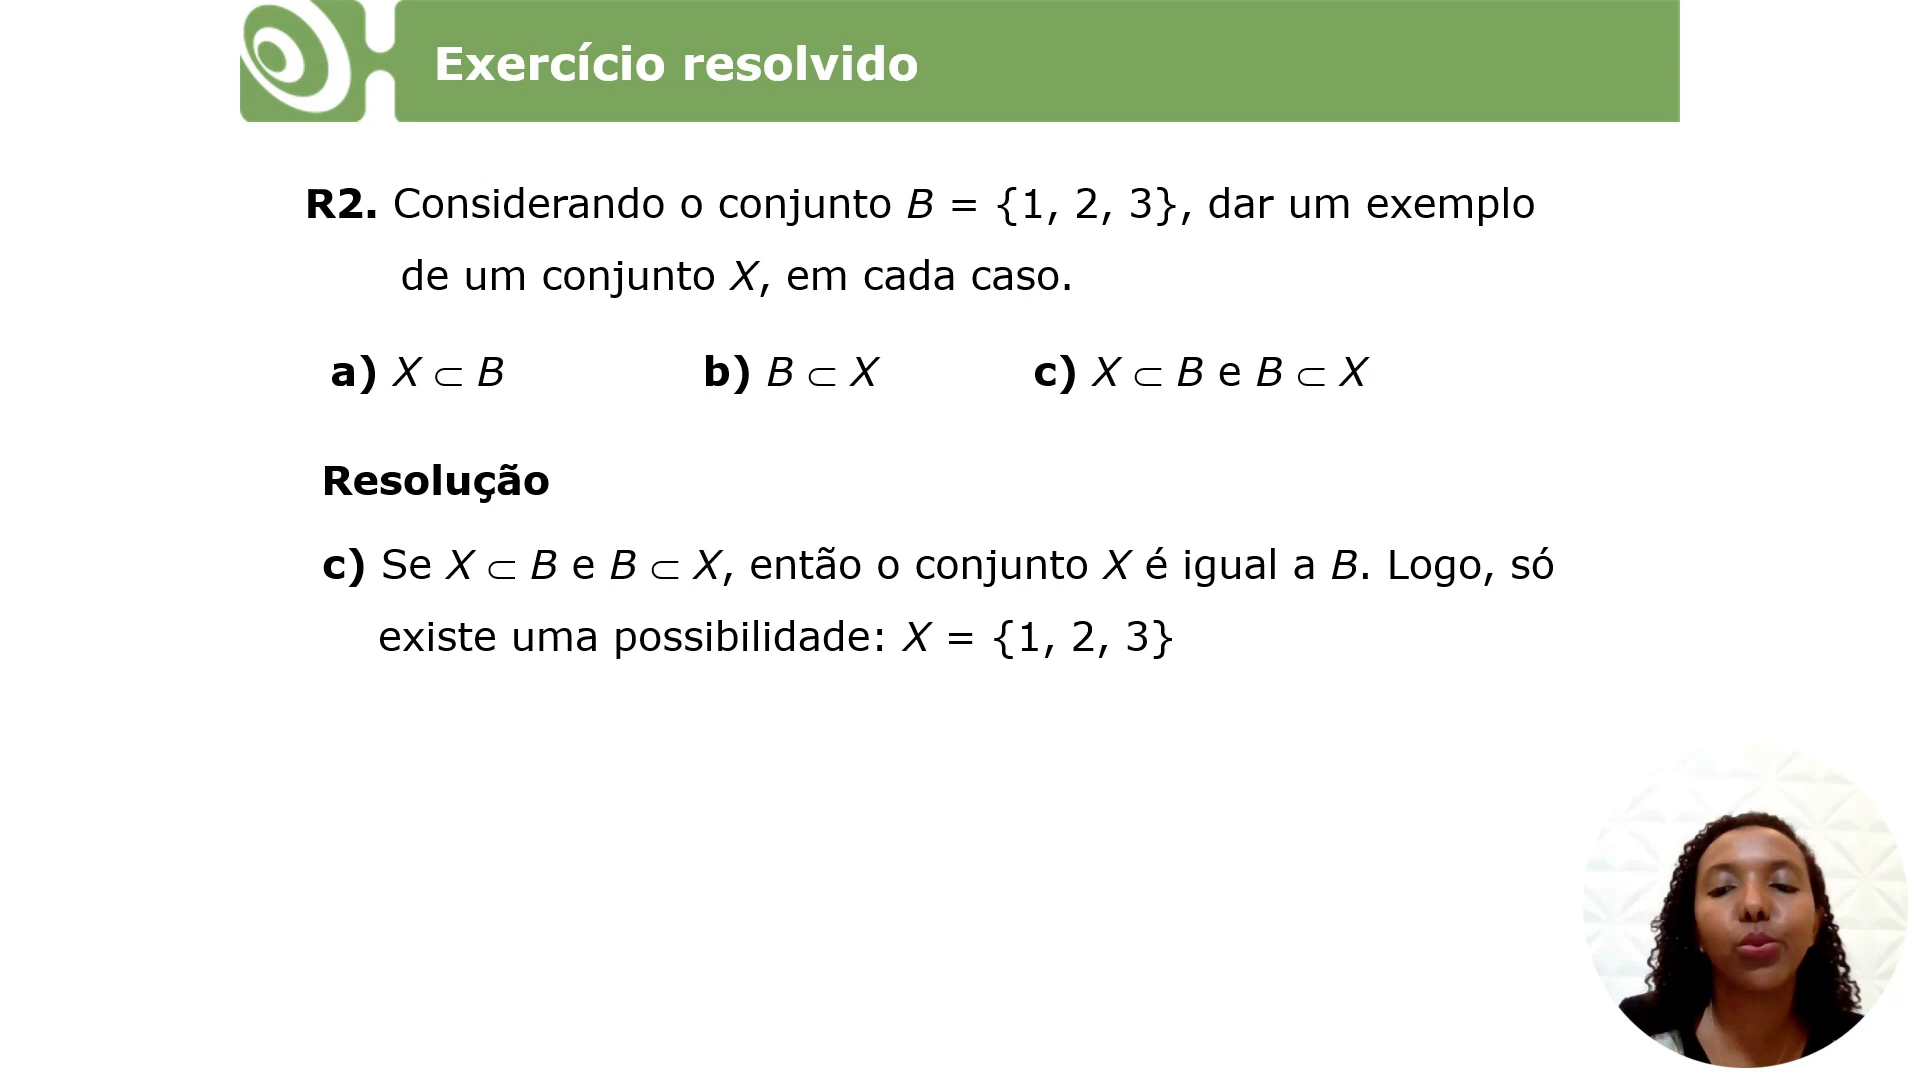 Exercício resolvido
R2. Considerando o conjunto B = {1, 2, 3}, dar um exemplo
de um conjunto X, em cada caso.
a) X ⊂ B b) B ⊂ X c) X ⊂ B e B ⊂ X
Resolução
c) Se X ⊂ B e B ⊂ X, então o conjunto X é igual a B. Logo, só
existe uma possibilidade: X = {1, 2, 3}